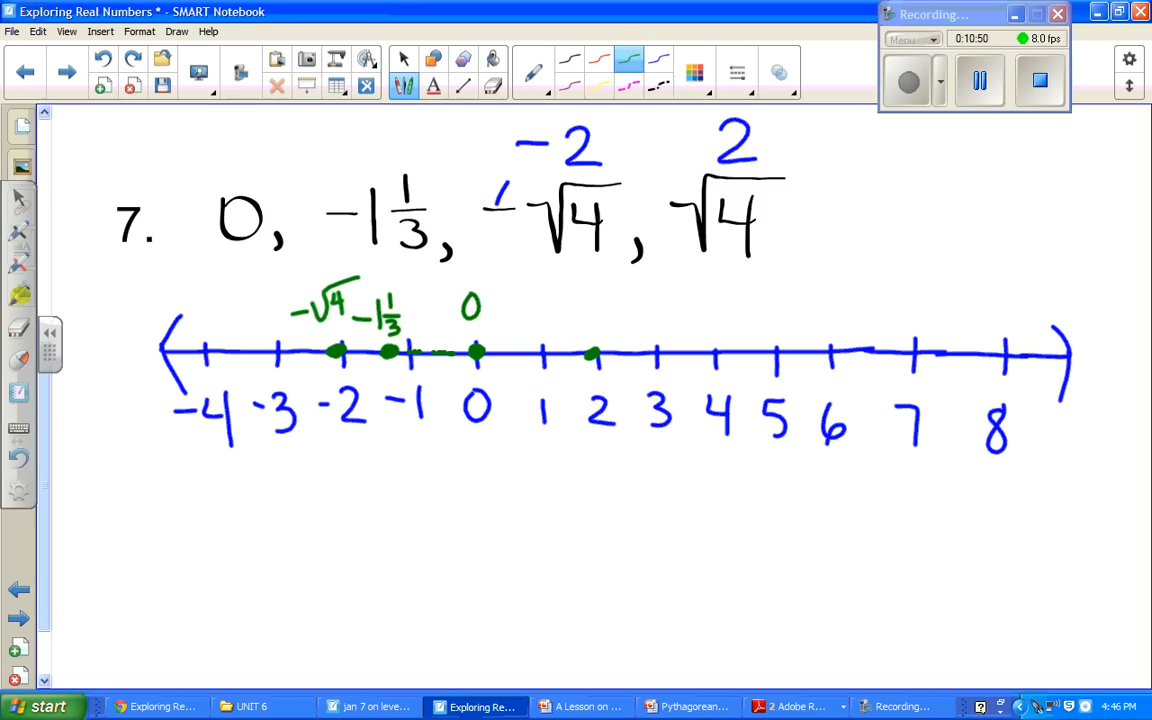 Exploring Real Numbers * - SMART Notebook
Recording...
File Edit View Insert Format Draw Help
Menu 0:10:50 8.0 fps
-2 2
7. 0, -1 1/3, -√4, √4
-√4 -1 1/3 0
-4 -3 -2 -1 0 1 2 3 4 5 6 7 8
start Exploring Re... UNIT 6 jan 7 on leve... Exploring Re... A Lesson on ... Pythagorean... 2 Adobe R... Recording... 4:46 PM